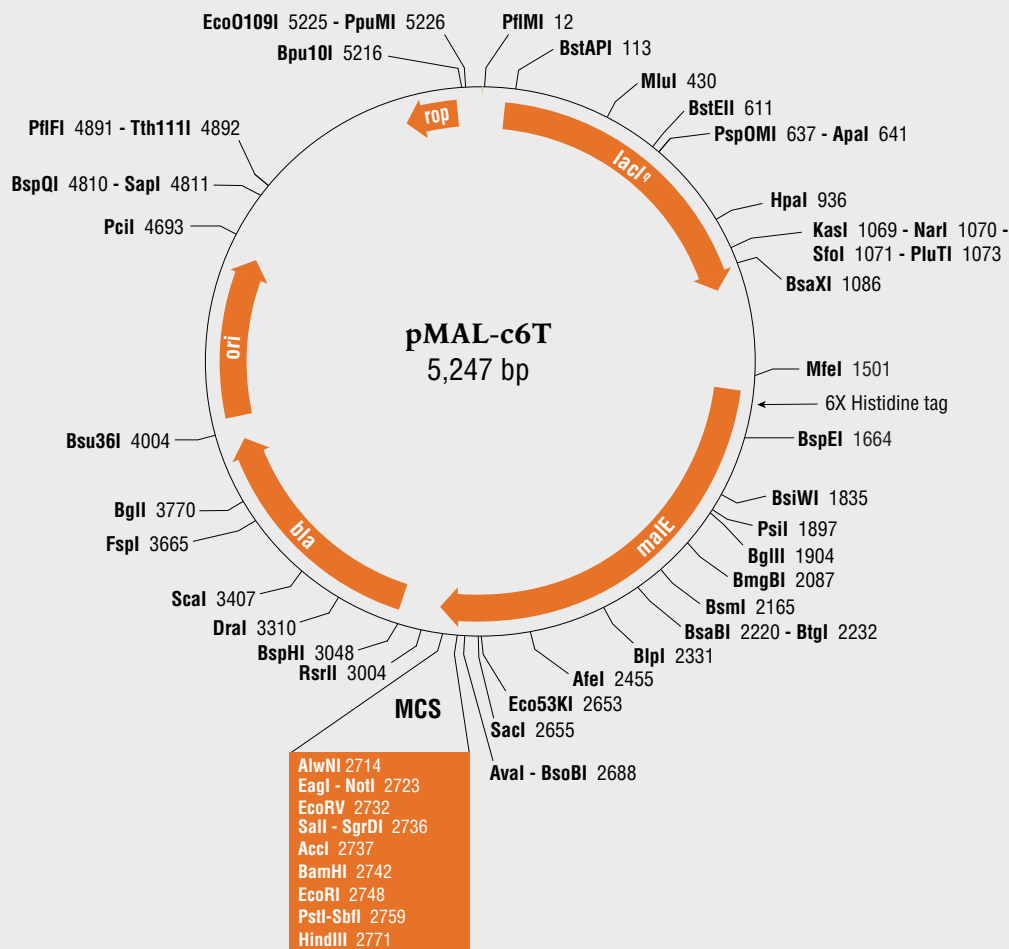 EcoO109I 5225 - PpuMI 5226
PflMI 12
Bpu10I 5216
BstAPI 113
MluI 430
BstEII 611
PspOMI 637 - ApaI 641
HpaI 936
KasI 1069 - NarI 1070 -
SfoI 1071 - PluTI 1073
BsaXI 1086
MfeI 1501
6X Histidine tag
BspEI 1664
BsiWI 1835
PsiI 1897
BglII 1904
BmgBI 2087
BsmI 2165
BsaBI 2220 - BtgI 2232
BlpI 2331
AfeI 2455
Eco53KI 2653
SacI 2655
AvaI - BsoBI 2688
MCS
AlwNI 2714
EagI - NotI 2723
EcoRV 2732
SalI - SgrDI 2736
AccI 2737
BamHI 2742
EcoRI 2748
PstI-SbfI 2759
HindIII 2771
RsrII 3004
BspHI 3048
DraI 3310
ScaI 3407
FspI 3665
BglI 3770
Bsu36I 4004
PciI 4693
BspQI 4810 - SapI 4811
PflFI 4891 - Tth111I 4892
rop
lacIq
malE
bla
ori
pMAL-c6T
5,247 bp